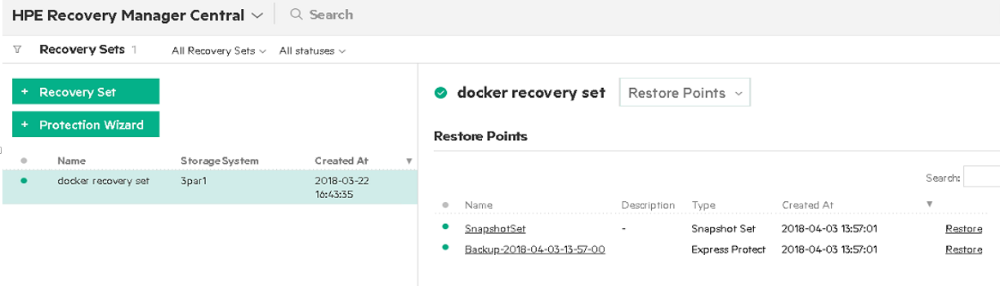 HPE Recovery Manager Central Search
Recovery Sets 1 All Recovery Sets All statuses
+ Recovery Set
+ Protection Wizard
Name StorageSystem Created At
docker recovery set 3par1 2018-03-22
16:43:35
docker recovery set Restore Points
Restore Points
Search:
Name Description Type Created At
SnapshotSet - Snapshot Set 2018-04-03 13:57:01 Restore
Backup-2018-04-03-13-57-00 Express Protect 2018-04-03 13:57:01 Restore